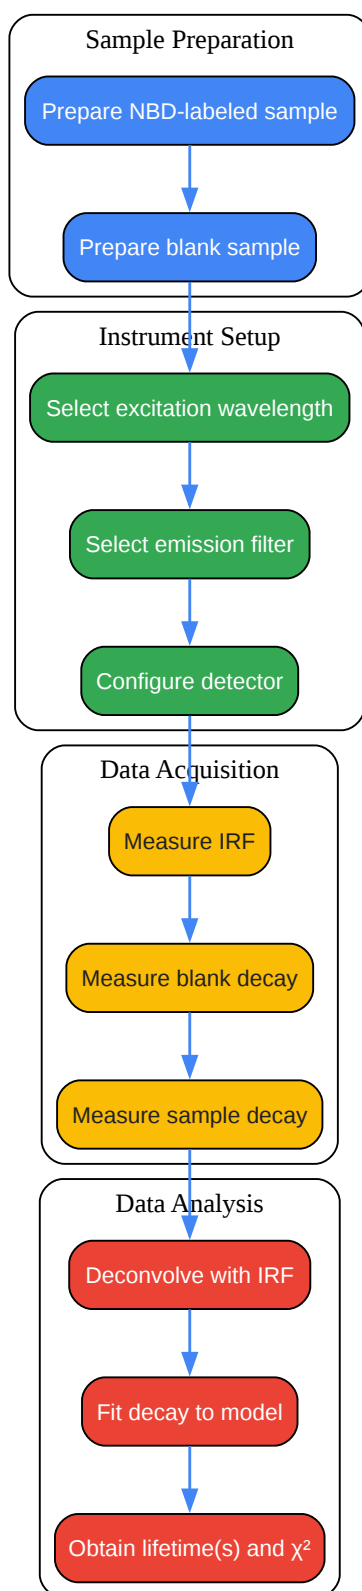 Sample Preparation
Prepare NBD-labeled sample
Prepare blank sample
Instrument Setup
Select excitation wavelength
Select emission filter
Configure detector
Data Acquisition
Measure IRF
Measure blank decay
Measure sample decay
Data Analysis
Deconvolve with IRF
Fit decay to model
Obtain lifetime(s) and χ²